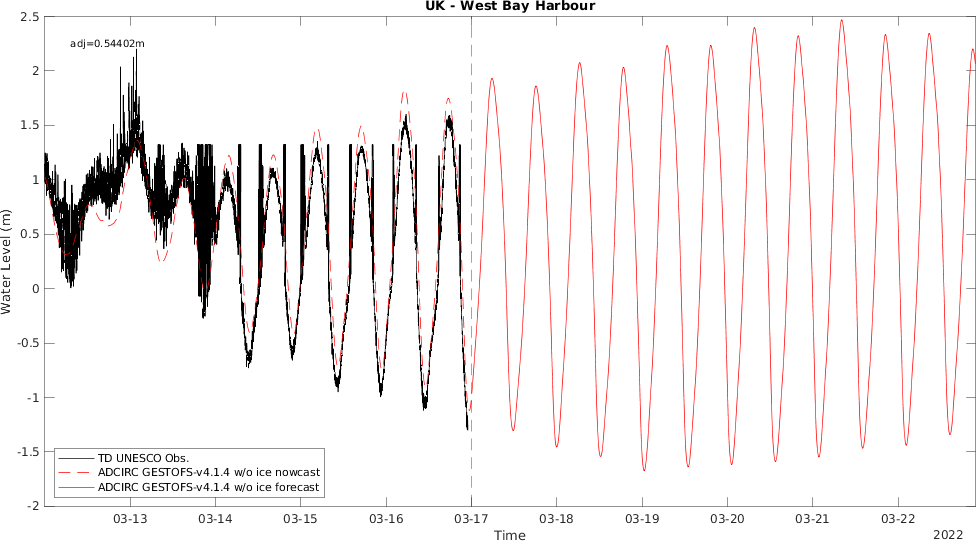 UK - West Bay Harbour
adj=0.54402m
2.5
2
1.5
1
0.5
0
-0.5
-1
-1.5
-2
Water Level (m)
TD UNESCO Obs.
ADCIRC GESTOFS-v4.1.4 w/o ice nowcast
ADCIRC GESTOFS-v4.1.4 w/o ice forecast
03-13 03-14 03-15 03-16 03-17 03-18 03-19 03-20 03-21 03-22
Time
2022